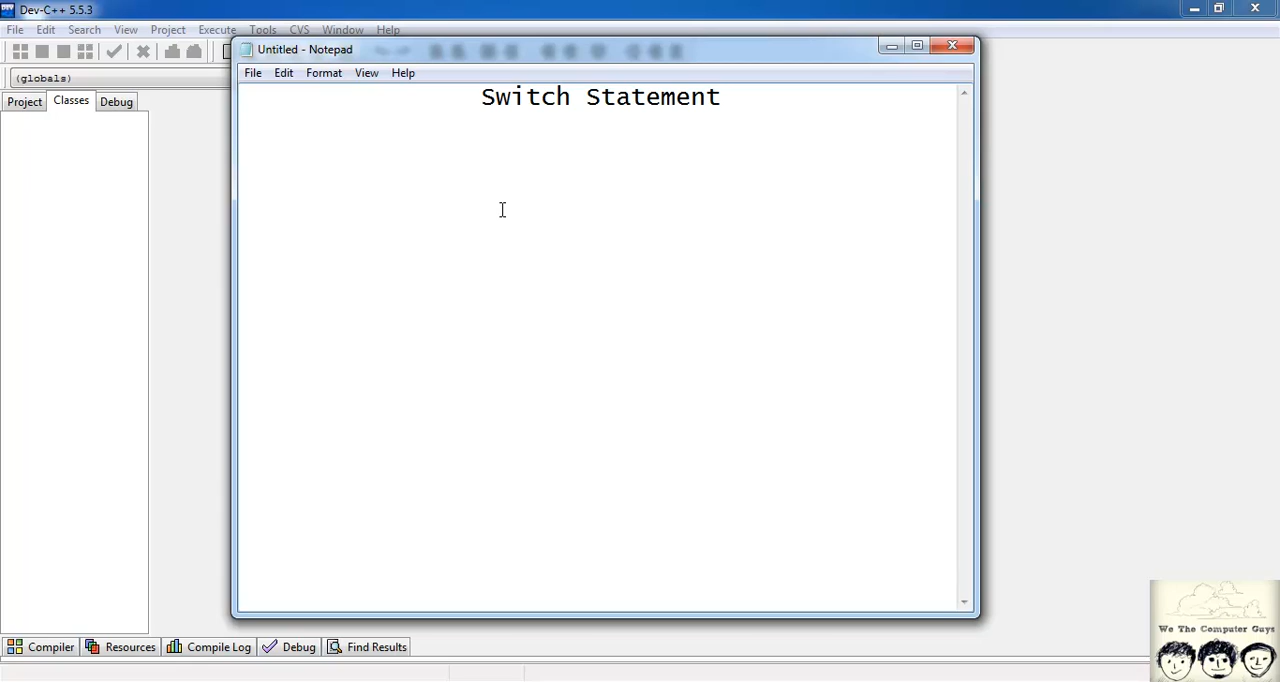 Dev-C++ 5.5.3
File Edit Search View Project Execute Tools CVS Window Help
Untitled - Notepad
(globals)
File Edit Format View Help
Project Classes Debug
Switch Statement
We The Computer Guys
Compiler Resources Compile Log Debug Find Results